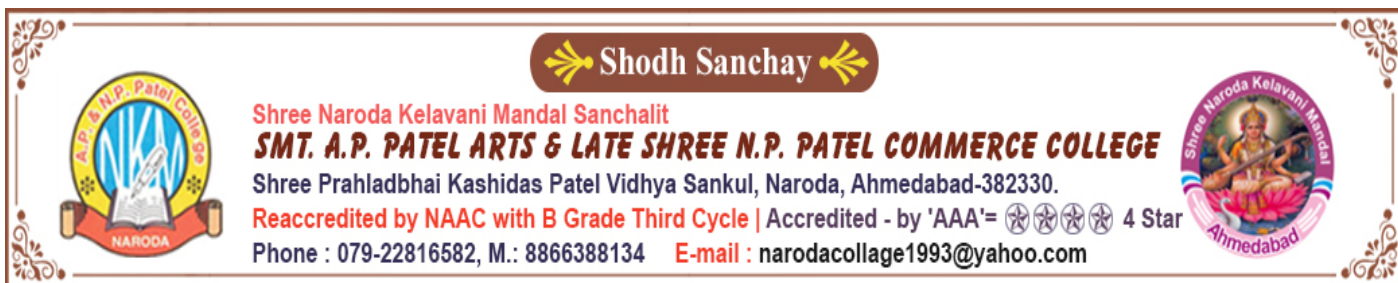 Shodh Sanchay
Shree Naroda Kelavani Mandal Sanchalit
SMT. A.P. PATEL ARTS & LATE SHREE N.P. PATEL COMMERCE COLLEGE
Shree Prahladbhai Kashidas Patel Vidhya Sankul, Naroda, Ahmedabad-382330.
Reaccredited by NAAC with B Grade Third Cycle | Accredited - by 'AAA'= 4 Star
Phone : 079-22816582, M.: 8866388134 E-mail : narodacollage1993@yahoo.com
A.P. & N.P. Patel College
NKM
NARODA
Shree Naroda Kelavani Mandal
Ahmedabad